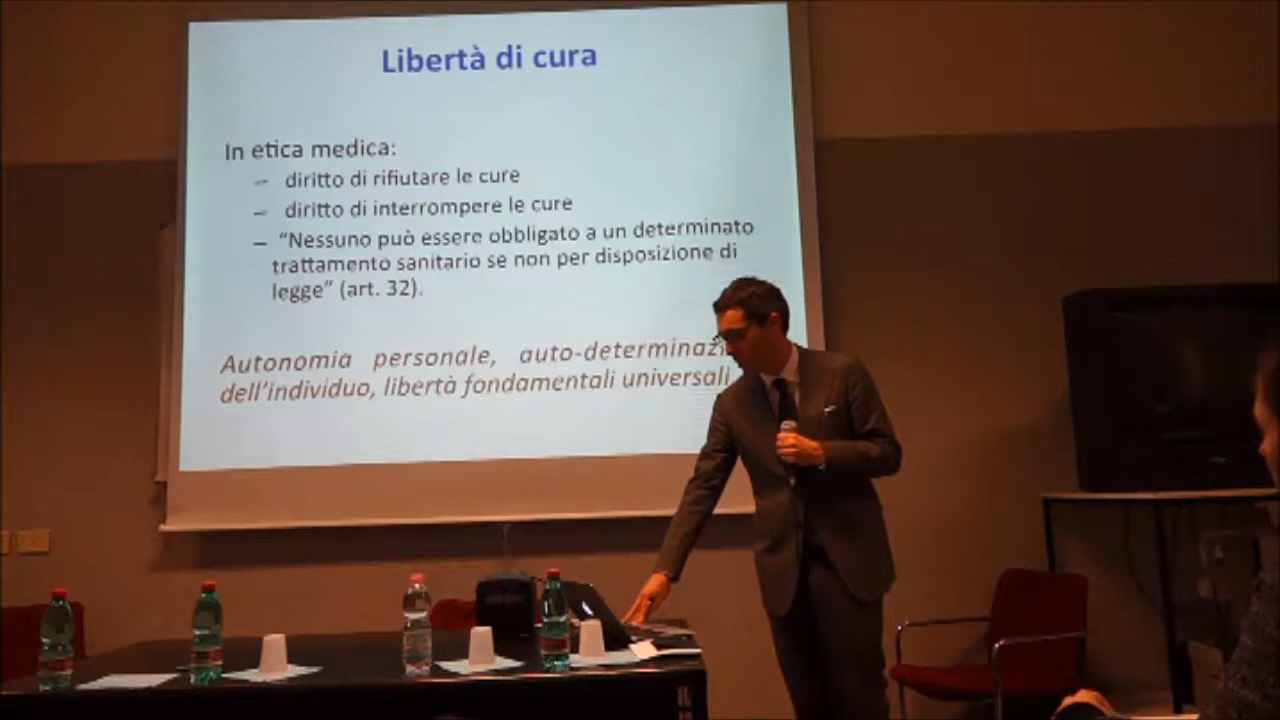 Libertà di cura
In etica medica:
– diritto di rifiutare le cure
– diritto di interrompere le cure
– “Nessuno può essere obbligato a un determinato
trattamento sanitario se non per disposizione di
legge” (art. 32).
Autonomia personale,
dell’individuo, libertà fondamentali universali